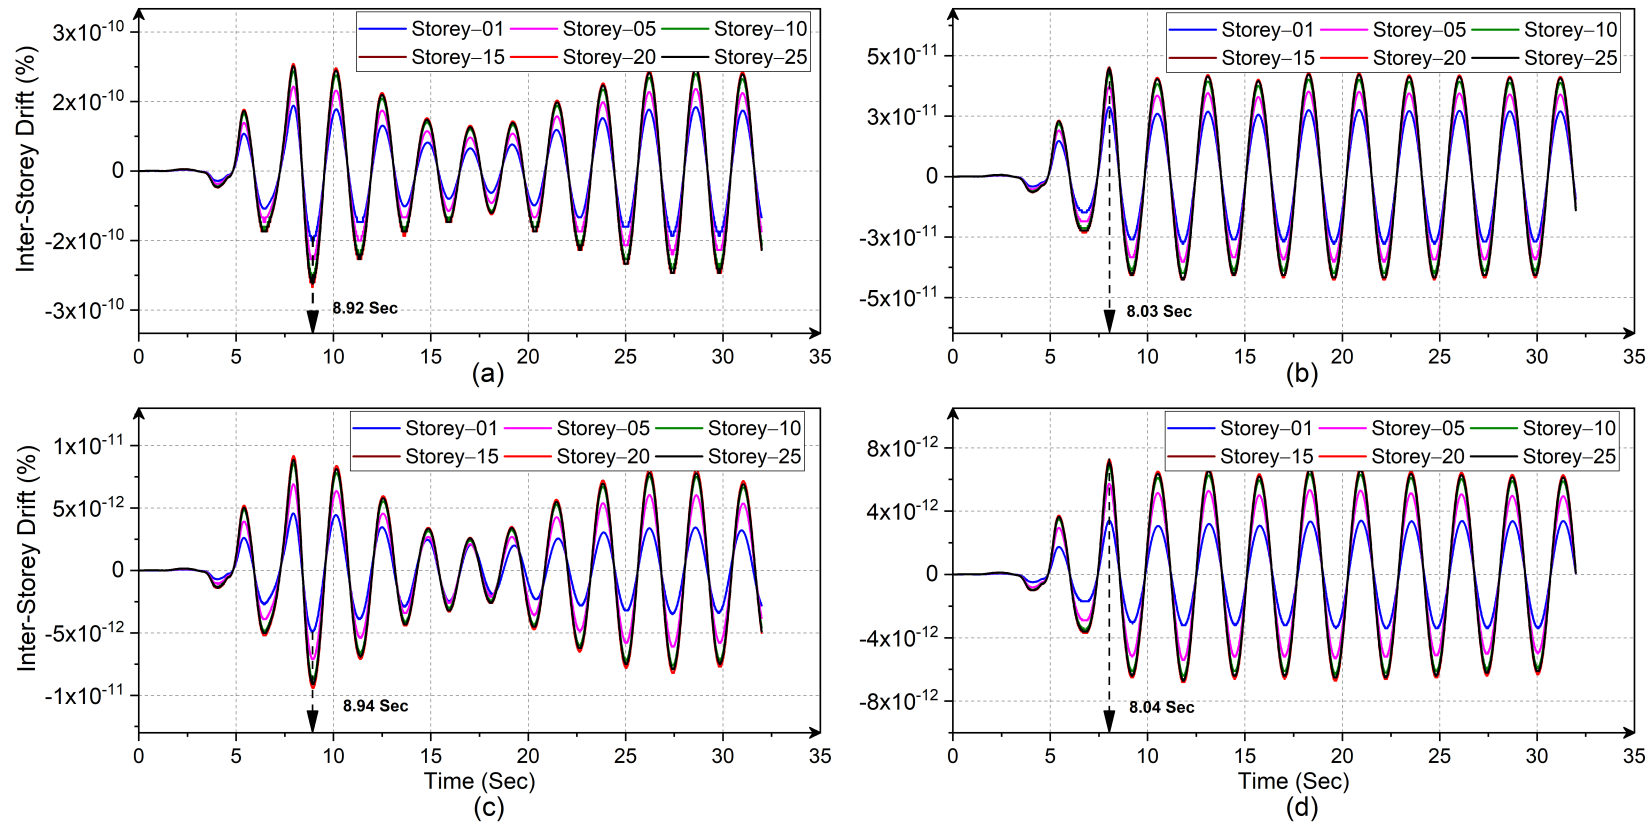 Inter-Storey Drift (%)
3x10⁻¹⁰
2x10⁻¹⁰
0
-2x10⁻¹⁰
-3x10⁻¹⁰
Storey–01 Storey–05 Storey–10
Storey–15 Storey–20 Storey–25
8.92 Sec
0 5 10 15 20 25 30 35
(a)
5x10⁻¹¹
3x10⁻¹¹
0
-3x10⁻¹¹
-5x10⁻¹¹
Storey–01 Storey–05 Storey–10
Storey–15 Storey–20 Storey–25
8.03 Sec
0 5 10 15 20 25 30 35
(b)
Inter-Storey Drift (%)
1x10⁻¹¹
5x10⁻¹²
0
-5x10⁻¹²
-1x10⁻¹¹
Storey–01 Storey–05 Storey–10
Storey–15 Storey–20 Storey–25
8.94 Sec
0 5 10 15 20 25 30 35
Time (Sec)
(c)
8x10⁻¹²
4x10⁻¹²
0
-4x10⁻¹²
-8x10⁻¹²
Storey–01 Storey–05 Storey–10
Storey–15 Storey–20 Storey–25
8.04 Sec
0 5 10 15 20 25 30 35
Time (Sec)
(d)